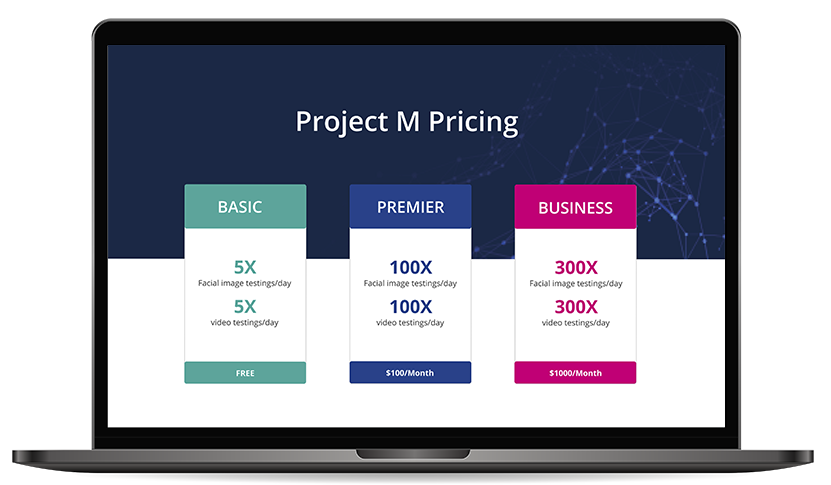 Project M Pricing
BASIC
5X
Facial image testings/day
5X
video testings/day
FREE
PREMIER
100X
Facial image testings/day
100X
video testings/day
$100/Month
BUSINESS
300X
Facial image testings/day
300X
video testings/day
$1000/Month